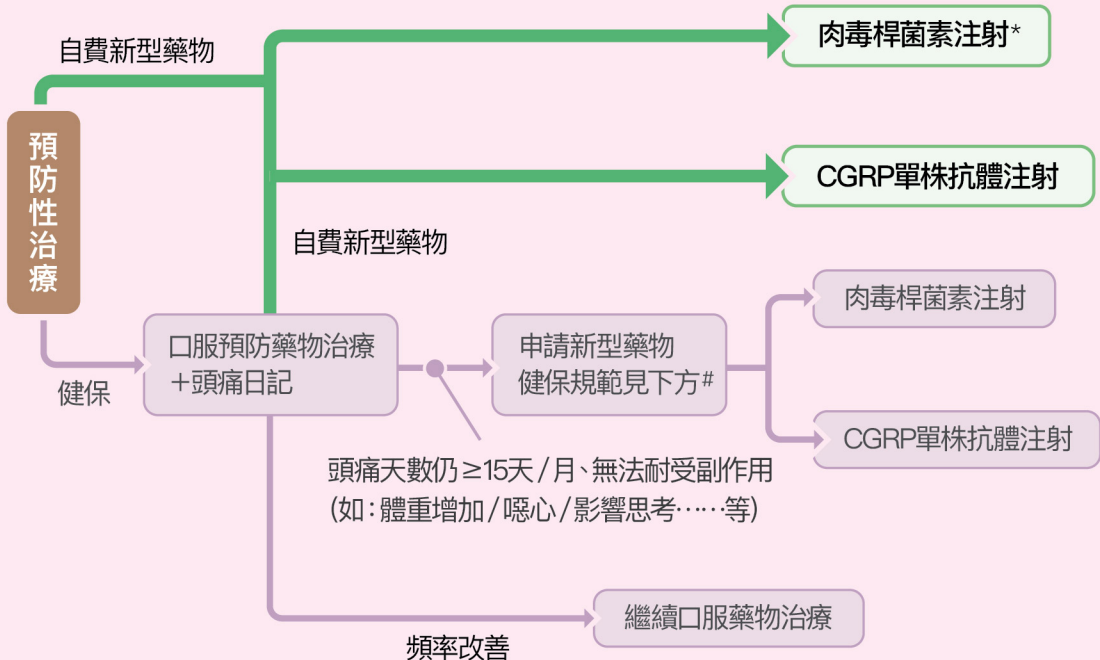 自費新型藥物
肉毒桿菌素注射*
預防性治療
CGRP單株抗體注射
自費新型藥物
健保
口服預防藥物治療
+頭痛日記
申請新型藥物
健保規範見下方#
肉毒桿菌素注射
CGRP單株抗體注射
頭痛天數仍≥15天/月、無法耐受副作用
(如:體重增加/噁心/影響思考⋯⋯等)
繼續口服藥物治療
頻率改善